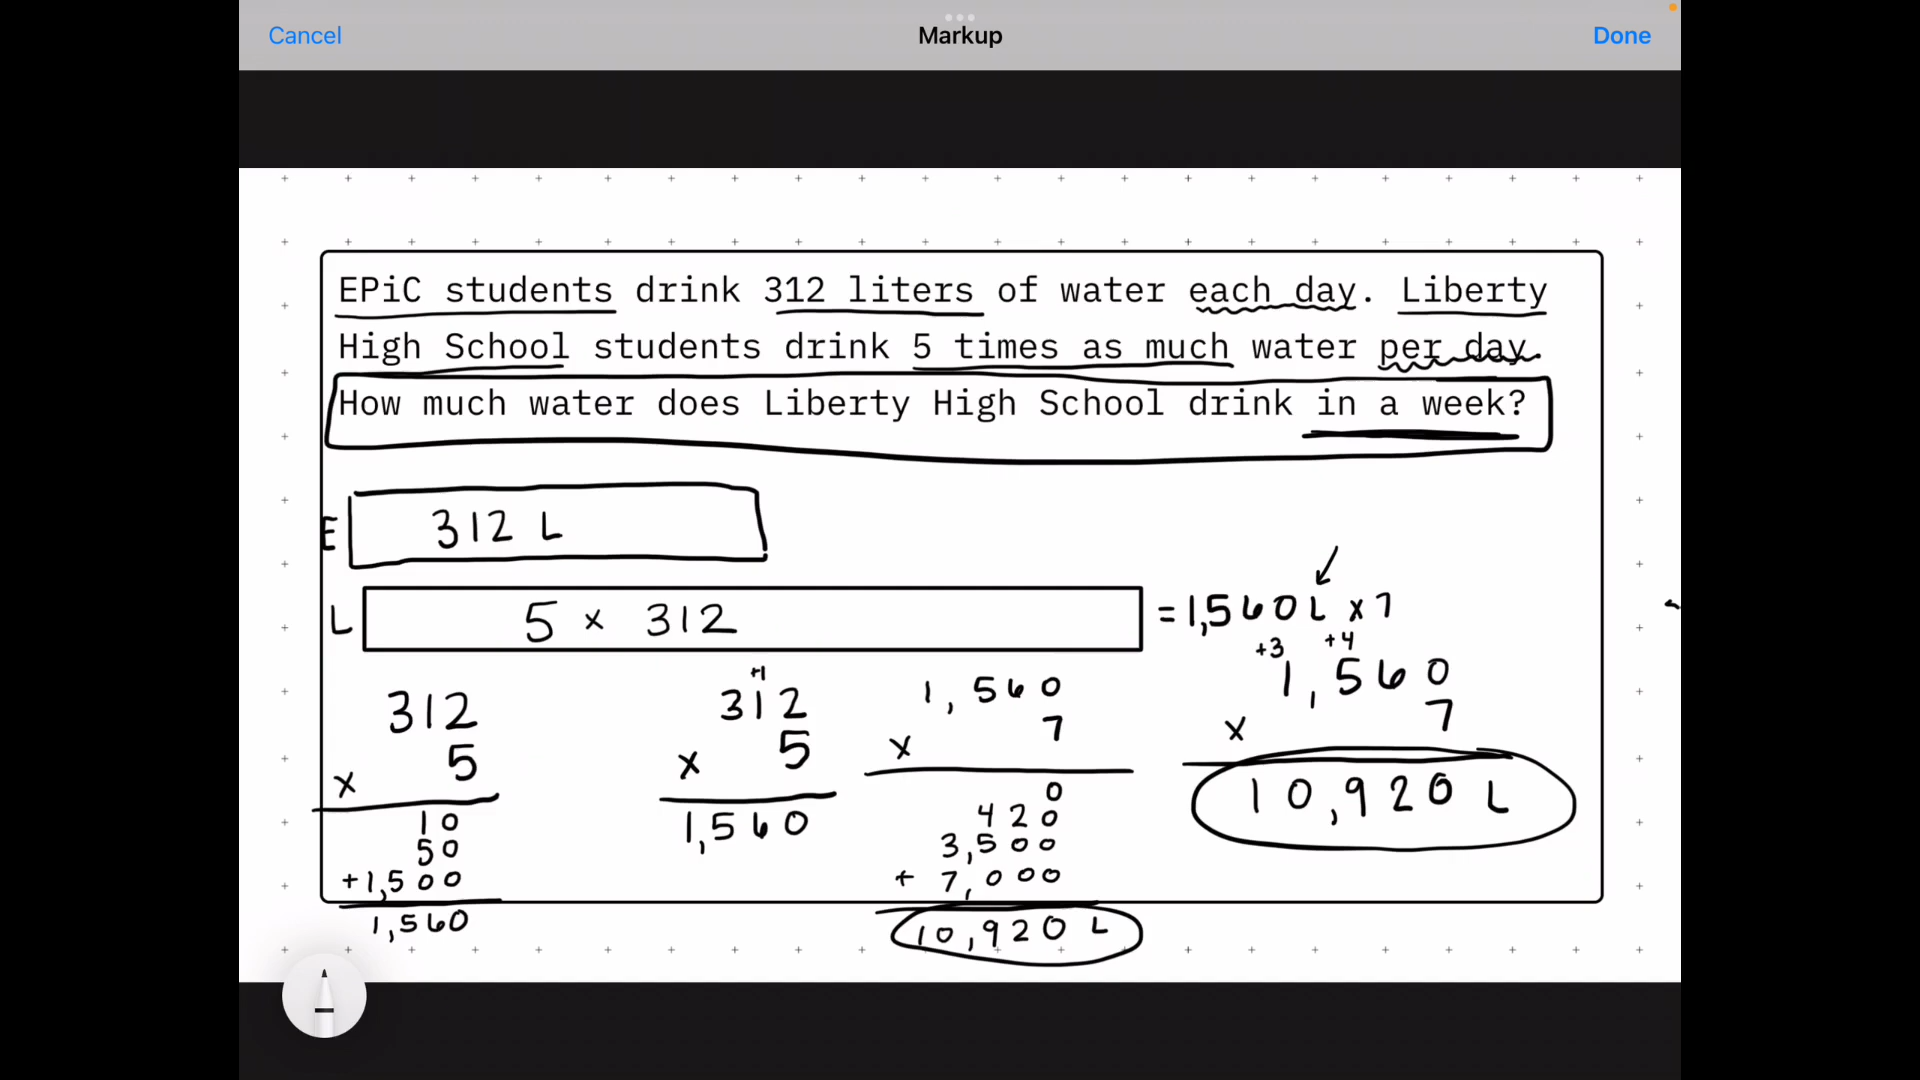 Cancel Markup Done
EPiC students drink 312 liters of water each day. Liberty
High School students drink 5 times as much water per day.
How much water does Liberty High School drink in a week?
E 312 L
L 5 x 312 = 1,560 L x 7
312
x 5
10
50
+1,500
1,560
+1
312
x 5
1,560
1,560
x 7
0
420
3,500
+ 7,000
10,920 L
+3 +4
1,560
x 7
10,920 L